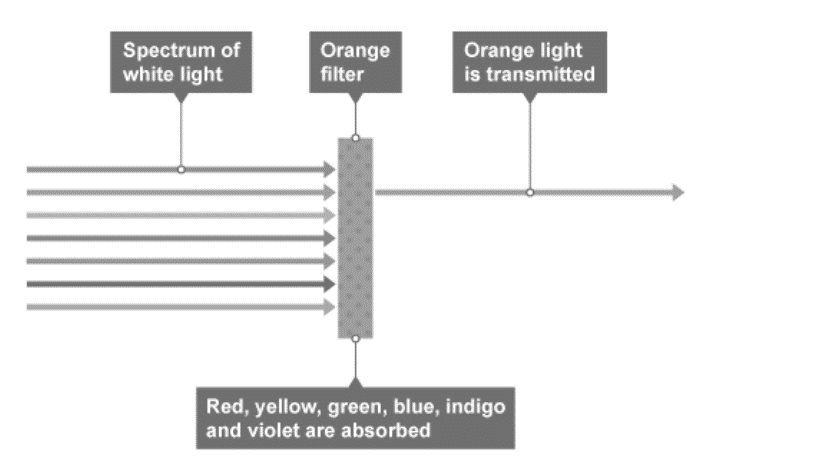 Spectrum of
white light
Orange
filter
Orange light
is transmitted
Red, yellow, green, blue, indigo
and violet are absorbed